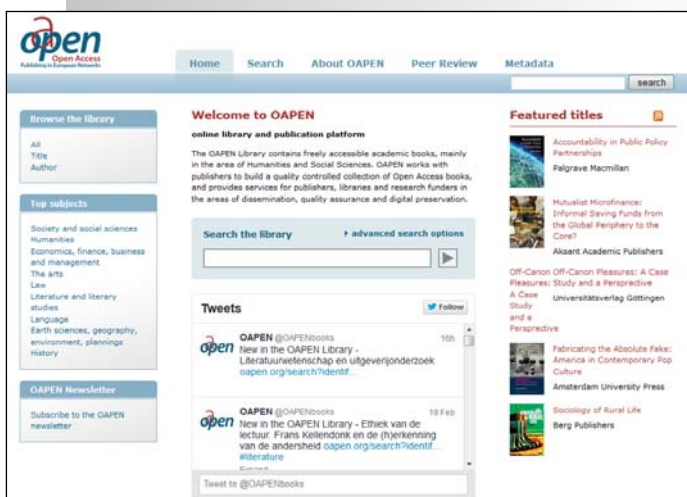 open
Open Access
Publishing in European Networks
Home
Search
About OAPEN
Peer Review
Metadata
search
Browse the library
All
Title
Author
Top subjects
Society and social sciences
Humanities
Economics, finance, business
and management
The arts
Law
Literature and literary
studies
Language
Earth sciences, geography,
environment, plannings
History
OAPEN Newsletter
Subscribe to the OAPEN
newsletter
Welcome to OAPEN
online library and publication platform
The OAPEN Library contains freely accessible academic books, mainly
in the area of Humanities and Social Sciences. OAPEN works with
publishers to build a quality controlled collection of Open Access books,
and provides services for publishers, libraries and research funders in
the areas of dissemination, quality assurance and digital preservation.
Search the library
advanced search options
Tweets
Follow
open
OAPEN @OAPENbooks 16h
New in the OAPEN Library -
Literatuurwetenschap en uitgeverijonderzoek
oapen.org/search?identif...
open
OAPEN @OAPENbooks 19 Feb
New in the OAPEN Library - Ethiek van de
lectuur. Frans Kellendonk en de (h)erkenning
van de andersheid oapen.org/search?identif...
#literature
Expand
Tweet to @OAPENbooks
Featured titles
Accountability in Public Policy
Partnerships
Palgrave Macmillan
Mutualist Microfinance:
Informal Seving Funds from
the Global Periphery to the
Core?
Aksant Academic Publishers
Off-Canon
Pleasures:
A Case
Study
and a
Persprective
Off-Canon Pleasures: A Case
Study and a Persprective
Universitätsverlag Göttingen
Fabricating the Absolute Fake:
America in Contemporary Pop
Culture
Amsterdam University Press
Sociology of Rural Life
Berg Publishers